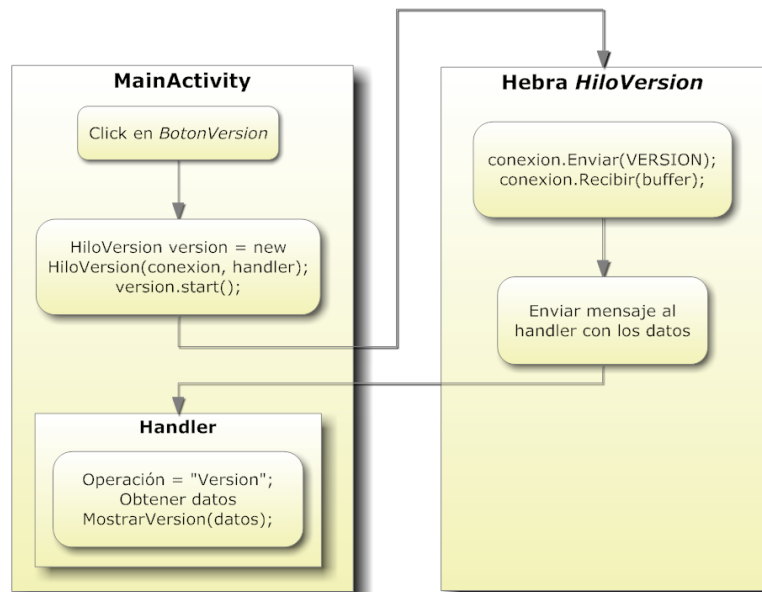 MainActivity
Click en BotonVersion
HiloVersion version = new
HiloVersion(conexion, handler);
version.start();
Handler
Operación = "Version";
Obtener datos
MostrarVersion(datos);
Hebra HiloVersion
conexion.Enviar(VERSION);
conexion.Recibir(buffer);
Enviar mensaje al
handler con los datos